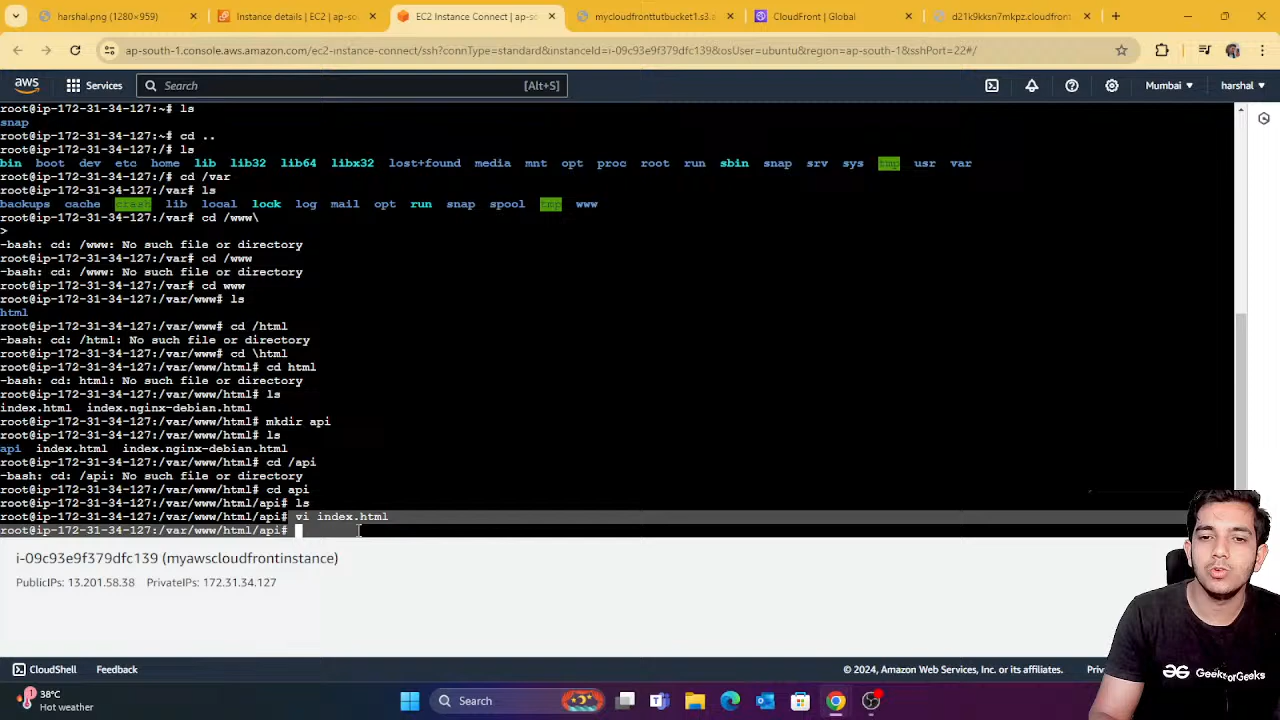 harshal.png (1280×959)
Instance details | EC2 | ap-so
EC2 Instance Connect | ap-so
mycloudfronttutbucket1.s3.a
CloudFront | Global
d21k9kksn7mkpz.cloudfron
ap-south-1.console.aws.amazon.com/ec2-instance-connect/ssh?connType=standard&instanceId=i-09c93e9f379dfc139&osUser=ubuntu&region=ap-south-1&sshPort=22#/
aws Services Search [Alt+S] Mumbai harshal
root@ip-172-31-34-127:~# ls
snap
root@ip-172-31-34-127:~# cd ..
root@ip-172-31-34-127:/# ls
bin boot dev etc home lib lib32 lib64 libx32 lost+found media mnt opt proc root run sbin snap srv sys tmp usr var
root@ip-172-31-34-127:/# cd /var
root@ip-172-31-34-127:/var# ls
backups cache crash lib local lock log mail opt run snap spool tmp www
root@ip-172-31-34-127:/var# cd /www\
>
-bash: cd: /www: No such file or directory
root@ip-172-31-34-127:/var# cd /www
-bash: cd: /www: No such file or directory
root@ip-172-31-34-127:/var# cd www
root@ip-172-31-34-127:/var/www# ls
html
root@ip-172-31-34-127:/var/www# cd /html
-bash: cd: /html: No such file or directory
root@ip-172-31-34-127:/var/www# cd \html
root@ip-172-31-34-127:/var/www/html# cd html
-bash: cd: html: No such file or directory
root@ip-172-31-34-127:/var/www/html# ls
index.html index.nginx-debian.html
root@ip-172-31-34-127:/var/www/html# mkdir api
root@ip-172-31-34-127:/var/www/html# ls
api index.html index.nginx-debian.html
root@ip-172-31-34-127:/var/www/html# cd /api
-bash: cd: /api: No such file or directory
root@ip-172-31-34-127:/var/www/html# cd api
root@ip-172-31-34-127:/var/www/html/api# ls
root@ip-172-31-34-127:/var/www/html/api# vi index.html
root@ip-172-31-34-127:/var/www/html/api#
i-09c93e9f379dfc139 (myawscloudfrontinstance)
PublicIPs: 13.201.58.38 PrivateIPs: 172.31.34.127
GeeksforGeeks
CloudShell Feedback © 2024, Amazon Web Services, Inc. or its affiliates. Priv
1 38°C
Hot weather
Search